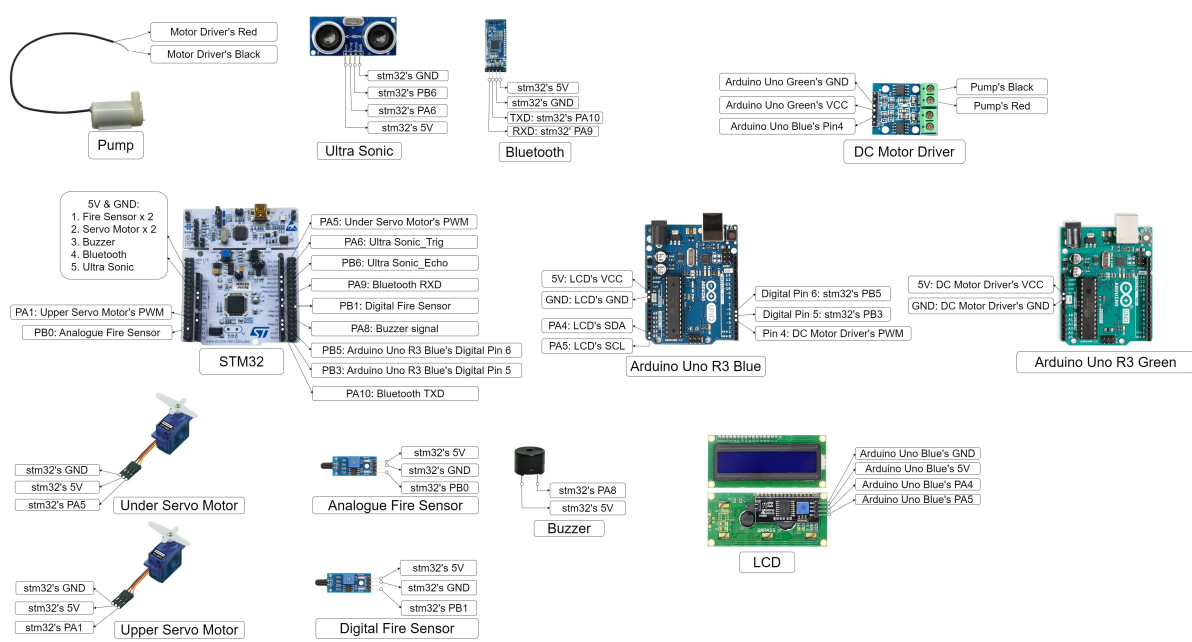 Motor Driver's Red
Motor Driver's Black
Pump
HC-SR04
stm32's GND
stm32's PB6
stm32's PA6
stm32's 5V
Ultra Sonic
stm32's 5V
stm32's GND
TXD: stm32's PA10
RXD: stm32' PA9
Bluetooth
Arduino Uno Green's GND
Arduino Uno Green's VCC
Arduino Uno Blue's Pin4
Pump's Black
Pump's Red
DC Motor Driver
5V & GND:
1. Fire Sensor x 2
2. Servo Motor x 2
3. Buzzer
4. Bluetooth
5. Ultra Sonic
PA1: Upper Servo Motor's PWM
PB0: Analogue Fire Sensor
PA5: Under Servo Motor's PWM
PA6: Ultra Sonic_Trig
PB6: Ultra Sonic_Echo
PA9: Bluetooth RXD
PB1: Digital Fire Sensor
PA8: Buzzer signal
PB5: Arduino Uno R3 Blue's Digital Pin 6
PB3: Arduino Uno R3 Blue's Digital Pin 5
PA10: Bluetooth TXD
STM32
5V: LCD's VCC
GND: LCD's GND
PA4: LCD's SDA
PA5: LCD's SCL
Digital Pin 6: stm32's PB5
Digital Pin 5: stm32's PB3
Pin 4: DC Motor Driver's PWM
Arduino Uno R3 Blue
5V: DC Motor Driver's VCC
GND: DC Motor Driver's GND
Arduino Uno R3 Green
stm32's GND
stm32's 5V
stm32's PA5
Under Servo Motor
stm32's 5V
stm32's GND
stm32's PB0
Analogue Fire Sensor
stm32's PA8
stm32's 5V
Buzzer
Arduino Uno Blue's GND
Arduino Uno Blue's 5V
Arduino Uno Blue's PA4
Arduino Uno Blue's PA5
QAPASS
LCD
stm32's GND
stm32's 5V
stm32's PA1
Upper Servo Motor
stm32's 5V
stm32's GND
stm32's PB1
Digital Fire Sensor